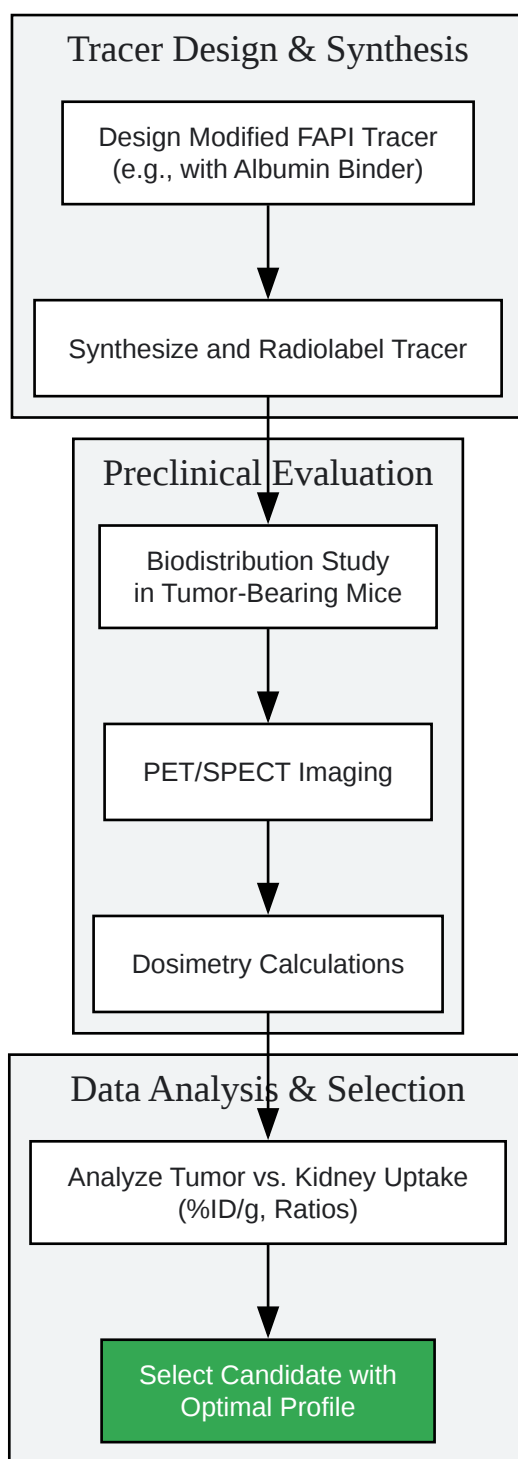 Tracer Design & Synthesis
Design Modified FAPI Tracer
(e.g., with Albumin Binder)
Synthesize and Radiolabel Tracer
Preclinical Evaluation
Biodistribution Study
in Tumor-Bearing Mice
PET/SPECT Imaging
Dosimetry Calculations
Data Analysis & Selection
Analyze Tumor vs. Kidney Uptake
(%ID/g, Ratios)
Select Candidate with
Optimal Profile